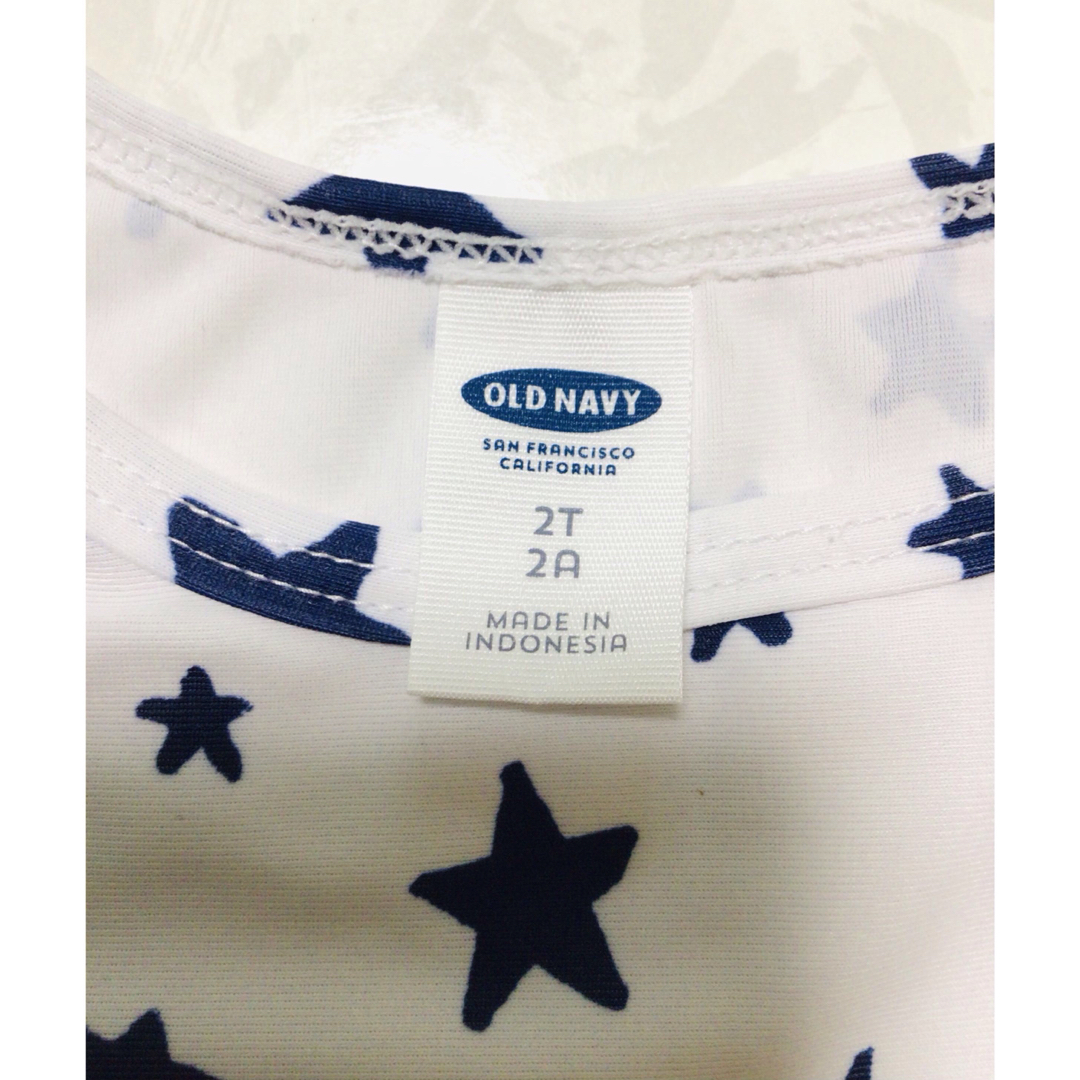 OLD NAVY
SAN FRANCISCO
CALIFORNIA
2T
2A
MADE IN
INDONESIA